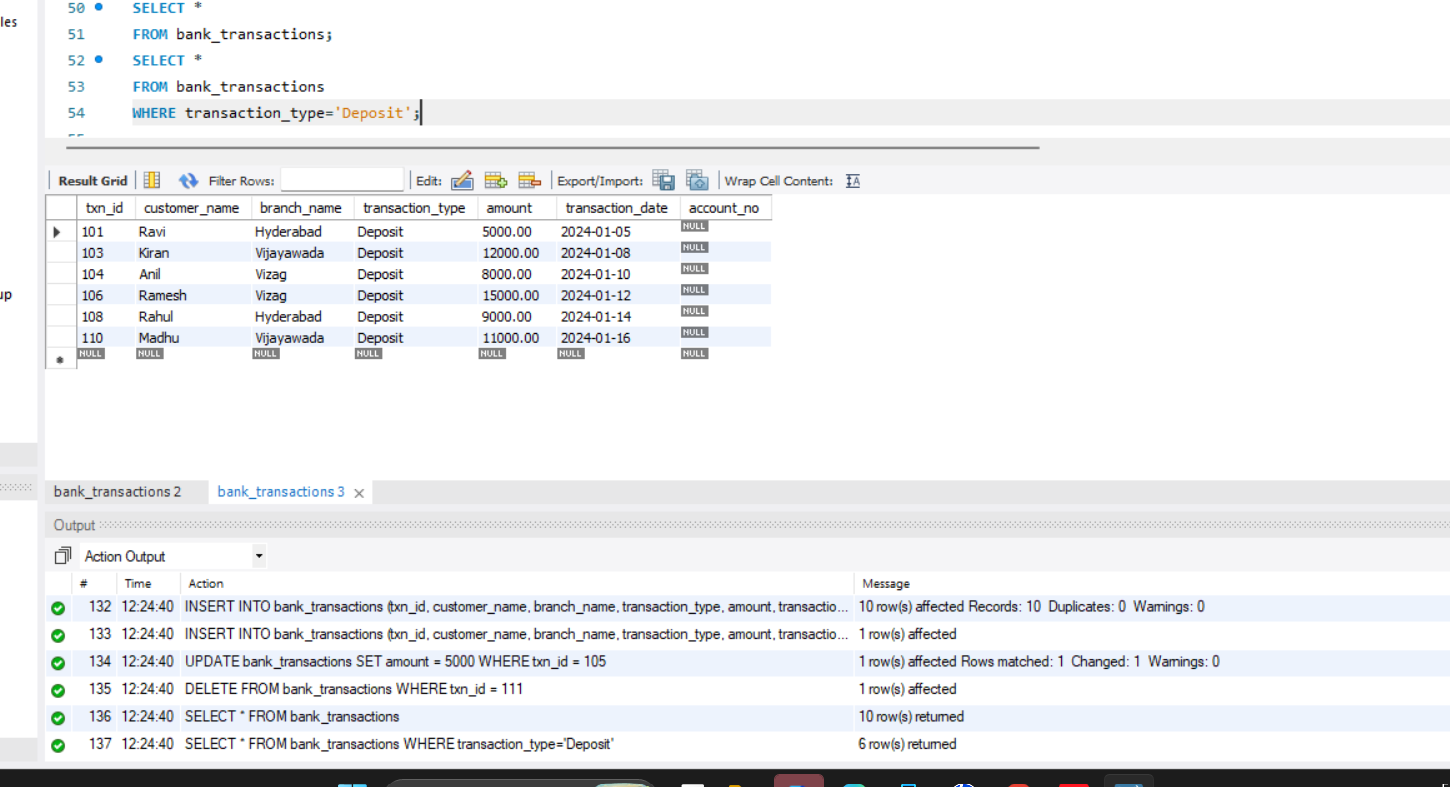 les
50 SELECT *
51 FROM bank_transactions;
52 SELECT *
53 FROM bank_transactions
54 WHERE transaction_type='Deposit';
up
Result Grid Filter Rows: Edit: Export/Import: Wrap Cell Content: IA
txn_id customer_name branch_name transaction_type amount transaction_date account_no
101 Ravi Hyderabad Deposit 5000.00 2024-01-05 NULL
103 Kiran Vijayawada Deposit 12000.00 2024-01-08 NULL
104 Anil Vizag Deposit 8000.00 2024-01-10 NULL
106 Ramesh Vizag Deposit 15000.00 2024-01-12 NULL
108 Rahul Hyderabad Deposit 9000.00 2024-01-14 NULL
110 Madhu Vijayawada Deposit 11000.00 2024-01-16 NULL
NULL NULL NULL NULL NULL NULL NULL
bank_transactions 2 bank_transactions 3
Output
Action Output
# Time Action Message
132 12:24:40 INSERT INTO bank_transactions (txn_id, customer_name, branch_name, transaction_type, amount, transactio... 10 row(s) affected Records: 10 Duplicates: 0 Warnings: 0
133 12:24:40 INSERT INTO bank_transactions (txn_id, customer_name, branch_name, transaction_type, amount, transactio... 1 row(s) affected
134 12:24:40 UPDATE bank_transactions SET amount = 5000 WHERE txn_id = 105 1 row(s) affected Rows matched: 1 Changed: 1 Warnings: 0
135 12:24:40 DELETE FROM bank_transactions WHERE txn_id = 111 1 row(s) affected
136 12:24:40 SELECT * FROM bank_transactions 10 row(s) returned
137 12:24:40 SELECT * FROM bank_transactions WHERE transaction_type='Deposit' 6 row(s) returned